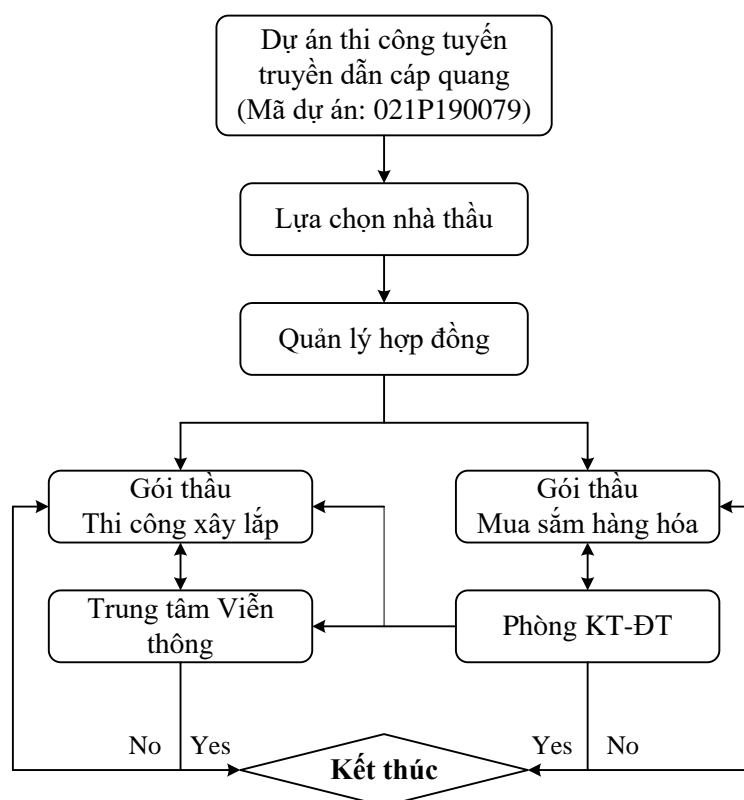 Dự án thi công tuyến
truyền dẫn cáp quang
(Mã dự án: 021P190079)
Lựa chọn nhà thầu
Quản lý hợp đồng
Gói thầu
Thi công xây lắp
Gói thầu
Mua sắm hàng hóa
Trung tâm Viễn
thông
Phòng KT-ĐT
No
Yes
Yes
No
Kết thúc